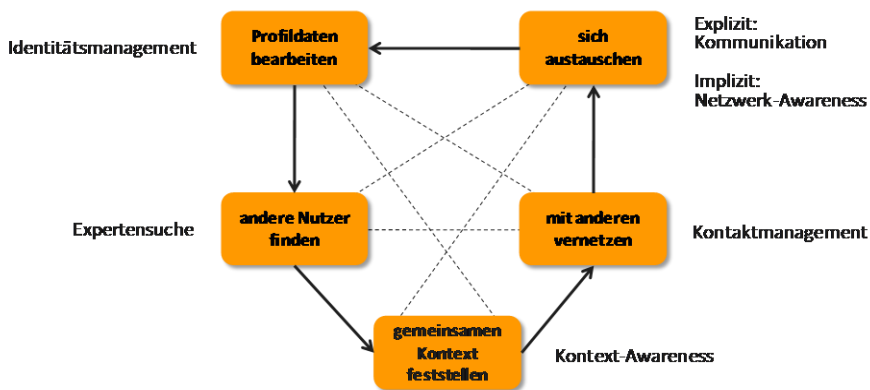 Identitätsmanagement
Profildaten
bearbeiten
sich
austauschen
Explizit:
Kommunikation
Implizit:
Netzwerk-Awareness
Expertensuche
andere Nutzer
finden
mit anderen
vernetzen
Kontaktmanagement
gemeinsamen
Kontext
feststellen
Kontext-Awareness